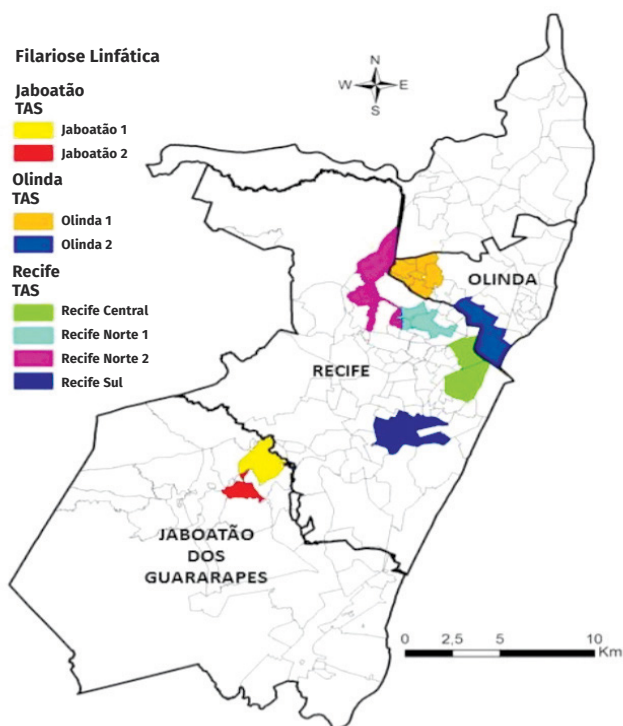 Filariose Linfática
Jaboatão
TAS
Jaboatão 1
Jaboatão 2
Olinda
TAS
Olinda 1
Olinda 2
Recife
TAS
Recife Central
Recife Norte 1
Recife Norte 2
Recife Sul
N
W E
S
OLINDA
RECIFE
JABOATÃO
DOS
GUARARAPES
0 2,5 5 10
Km